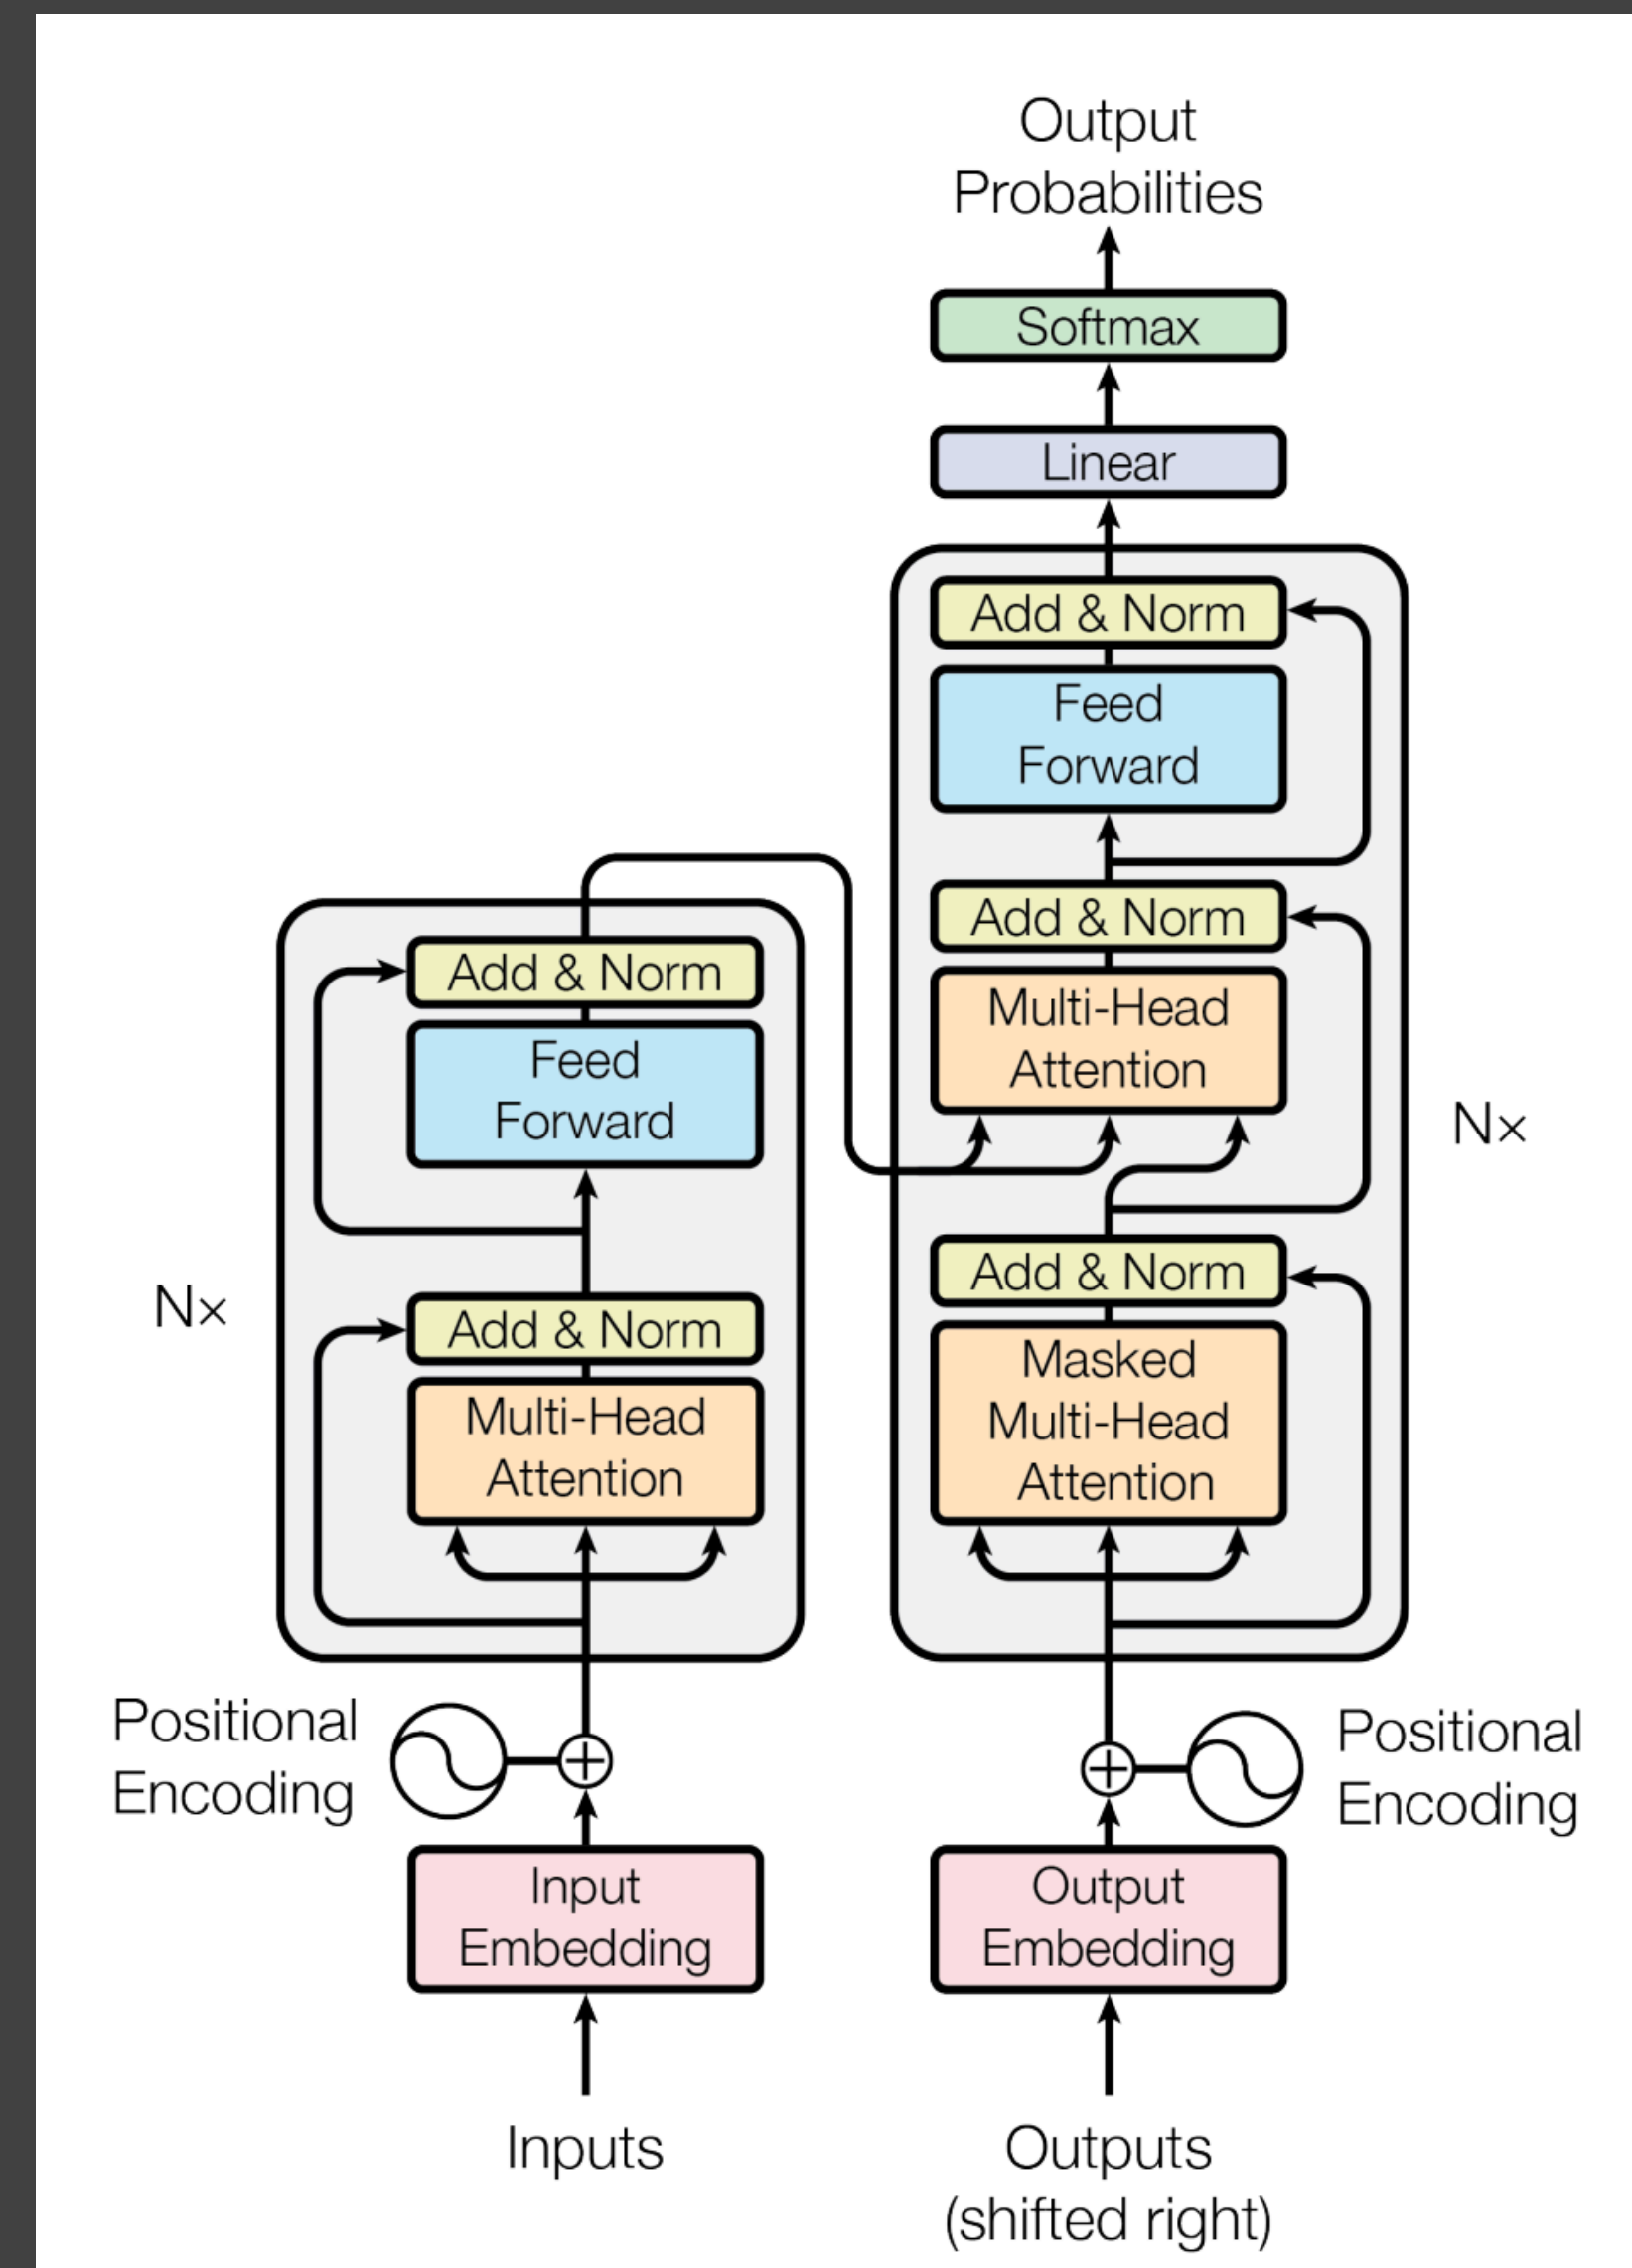 Output
Probabilities
Softmax
Linear
Add & Norm
Feed
Forward
Add & Norm
Multi-Head
Attention
Add & Norm
Masked
Multi-Head
Attention
Nx
Add & Norm
Feed
Forward
Add & Norm
Multi-Head
Attention
Nx
Positional
Encoding
Positional
Encoding
Input
Embedding
Output
Embedding
Inputs
Outputs
(shifted right)